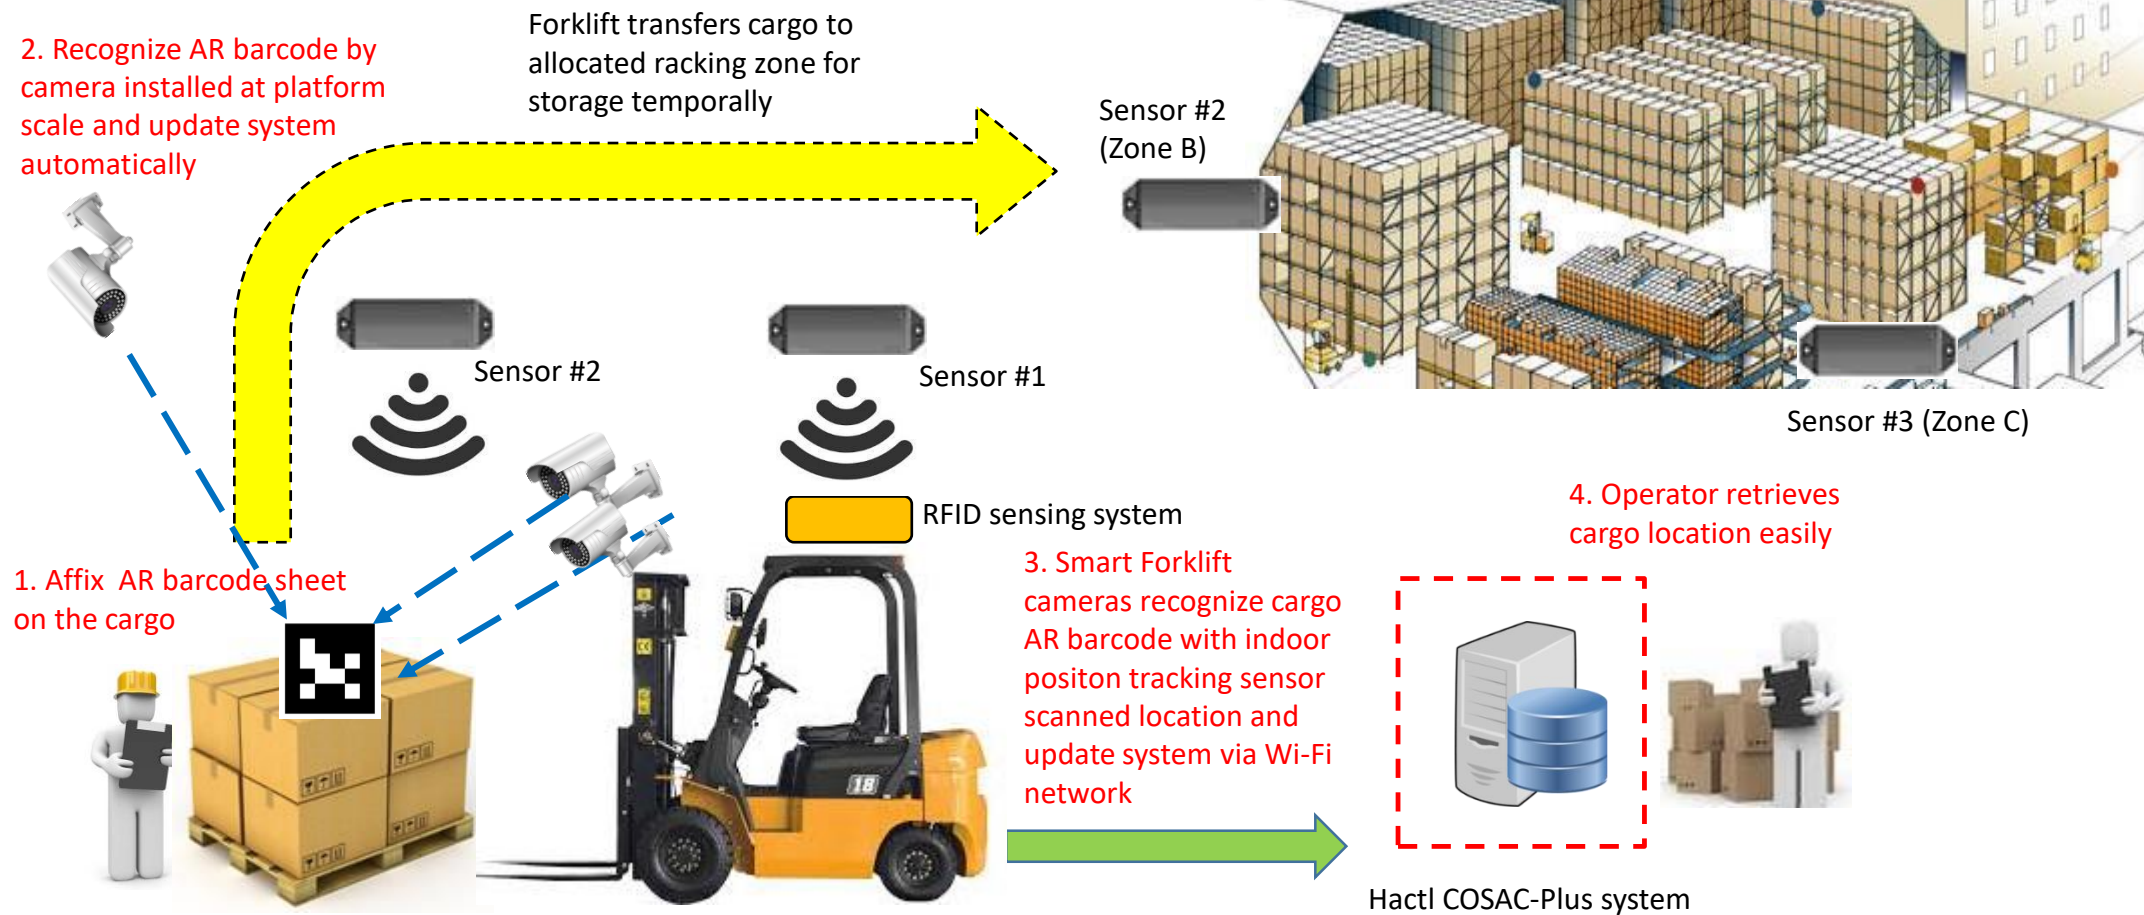 2. Recognize AR barcode by
camera installed at platform
scale and update system
automatically
Forklift transfers cargo to
allocated racking zone for
storage temporally
Sensor #2
(Zone B)
Sensor #2
Sensor #1
Sensor #3 (Zone C)
RFID sensing system
1. Affix  AR barcode sheet
on the cargo
3. Smart Forklift
cameras recognize cargo
AR barcode with indoor
positon tracking sensor
scanned location and
update system via Wi-Fi
network
4. Operator retrieves
cargo location easily
18
Hactl COSAC-Plus system